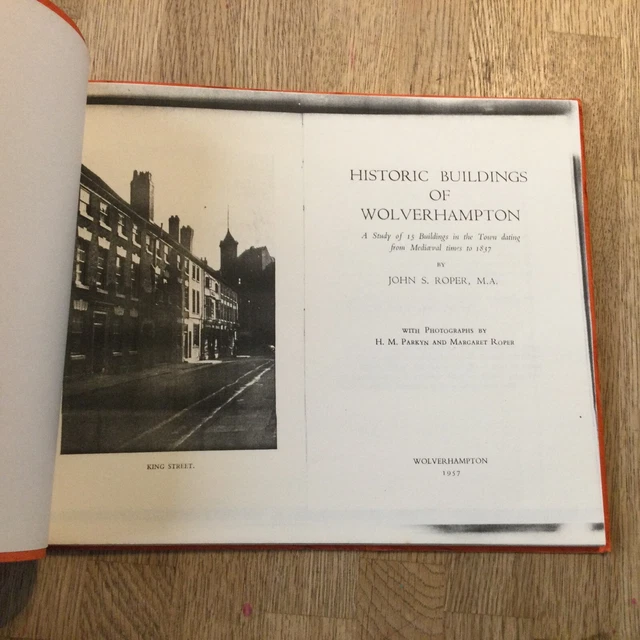 KING STREET.
HISTORIC BUILDINGS
OF
WOLVERHAMPTON
A Study of 15 Buildings in the Town dating
from Mediæval times to 1837
BY
JOHN S. ROPER, M.A.
WITH PHOTOGRAPHS BY
H. M. PARKYN AND MARGARET ROPER
WOLVERHAMPTON
1957